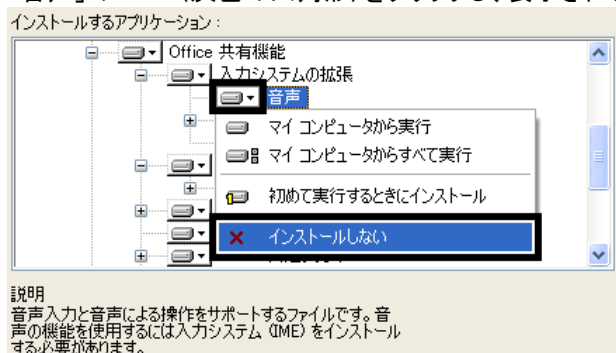 インストールするアプリケーション：
Office 共有機能
入力システムの拡張
音声
マイ コンピュータから実行
マイ コンピュータからすべて実行
初めて実行するときにインストール
インストールしない
説明
音声入力と音声による操作をサポートするファイルです。音
声の機能を使用するには入力システム (IME) をインストール
する必要があります。